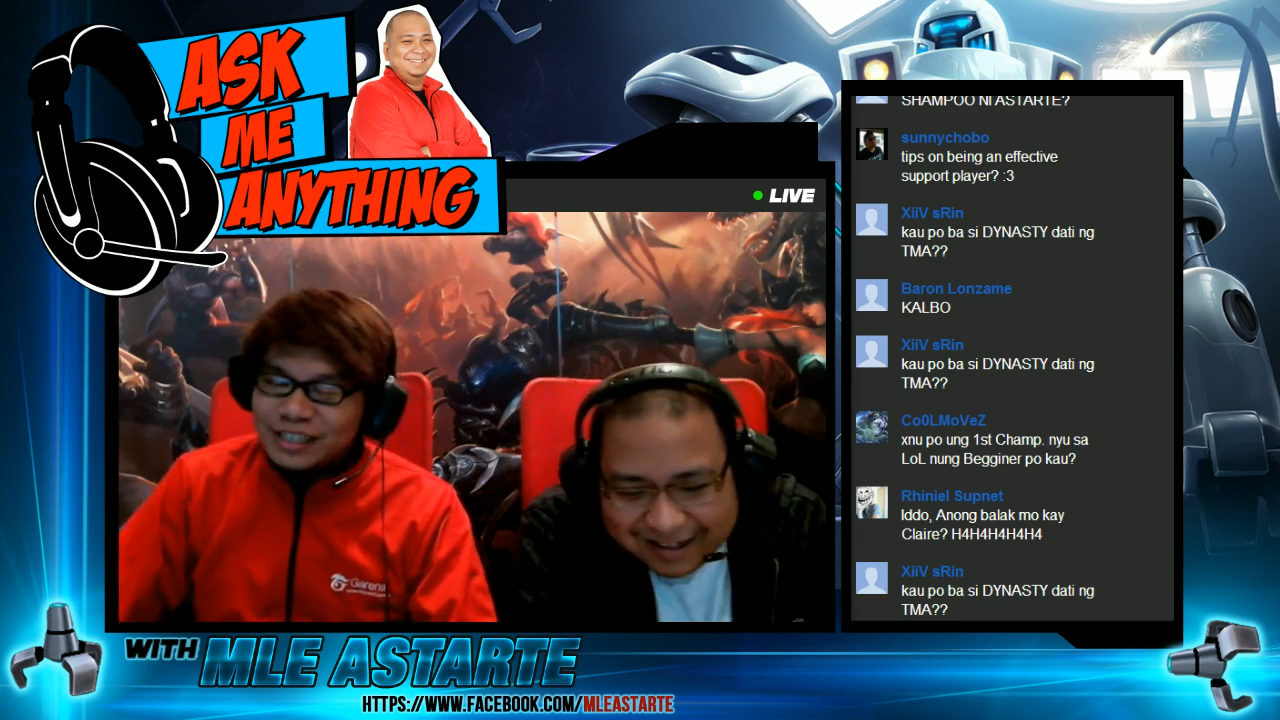 ASK
ME
ANYTHING
LIVE
Garena
WITH MLE ASTARTE
HTTPS://WWW.FACEBOOK.COM/MLEASTARTE
SHAMPOO NI ASTARTE?
sunnychobo
tips on being an effective
support player? :3
XiiV sRin
kau po ba si DYNASTY dati ng
TMA??
Baron Lonzame
KALBO
XiiV sRin
kau po ba si DYNASTY dati ng
TMA??
Co0LMoVeZ
xnu po ung 1st Champ. nyu sa
LoL nung Begginer po kau?
Rhiniel Supnet
Iddo, Anong balak mo kay
Claire? H4H4H4H4H4
XiiV sRin
kau po ba si DYNASTY dati ng
TMA??